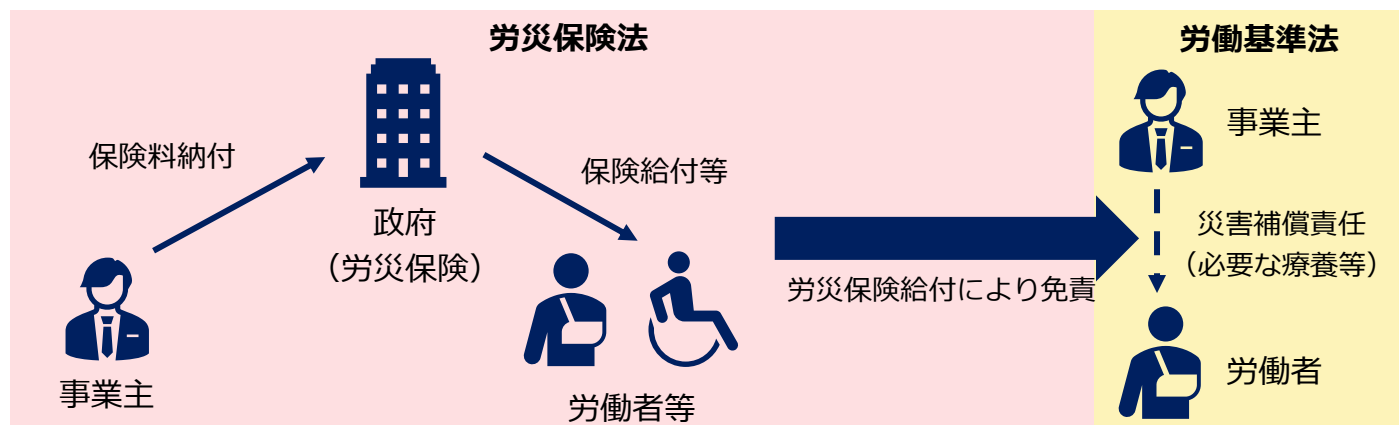 労災保険法
保険料納付
政府
（労災保険）
保険給付等
事業主
労働者等
労災保険給付により免責
労働基準法
事業主
災害補償責任
（必要な療養等）
労働者